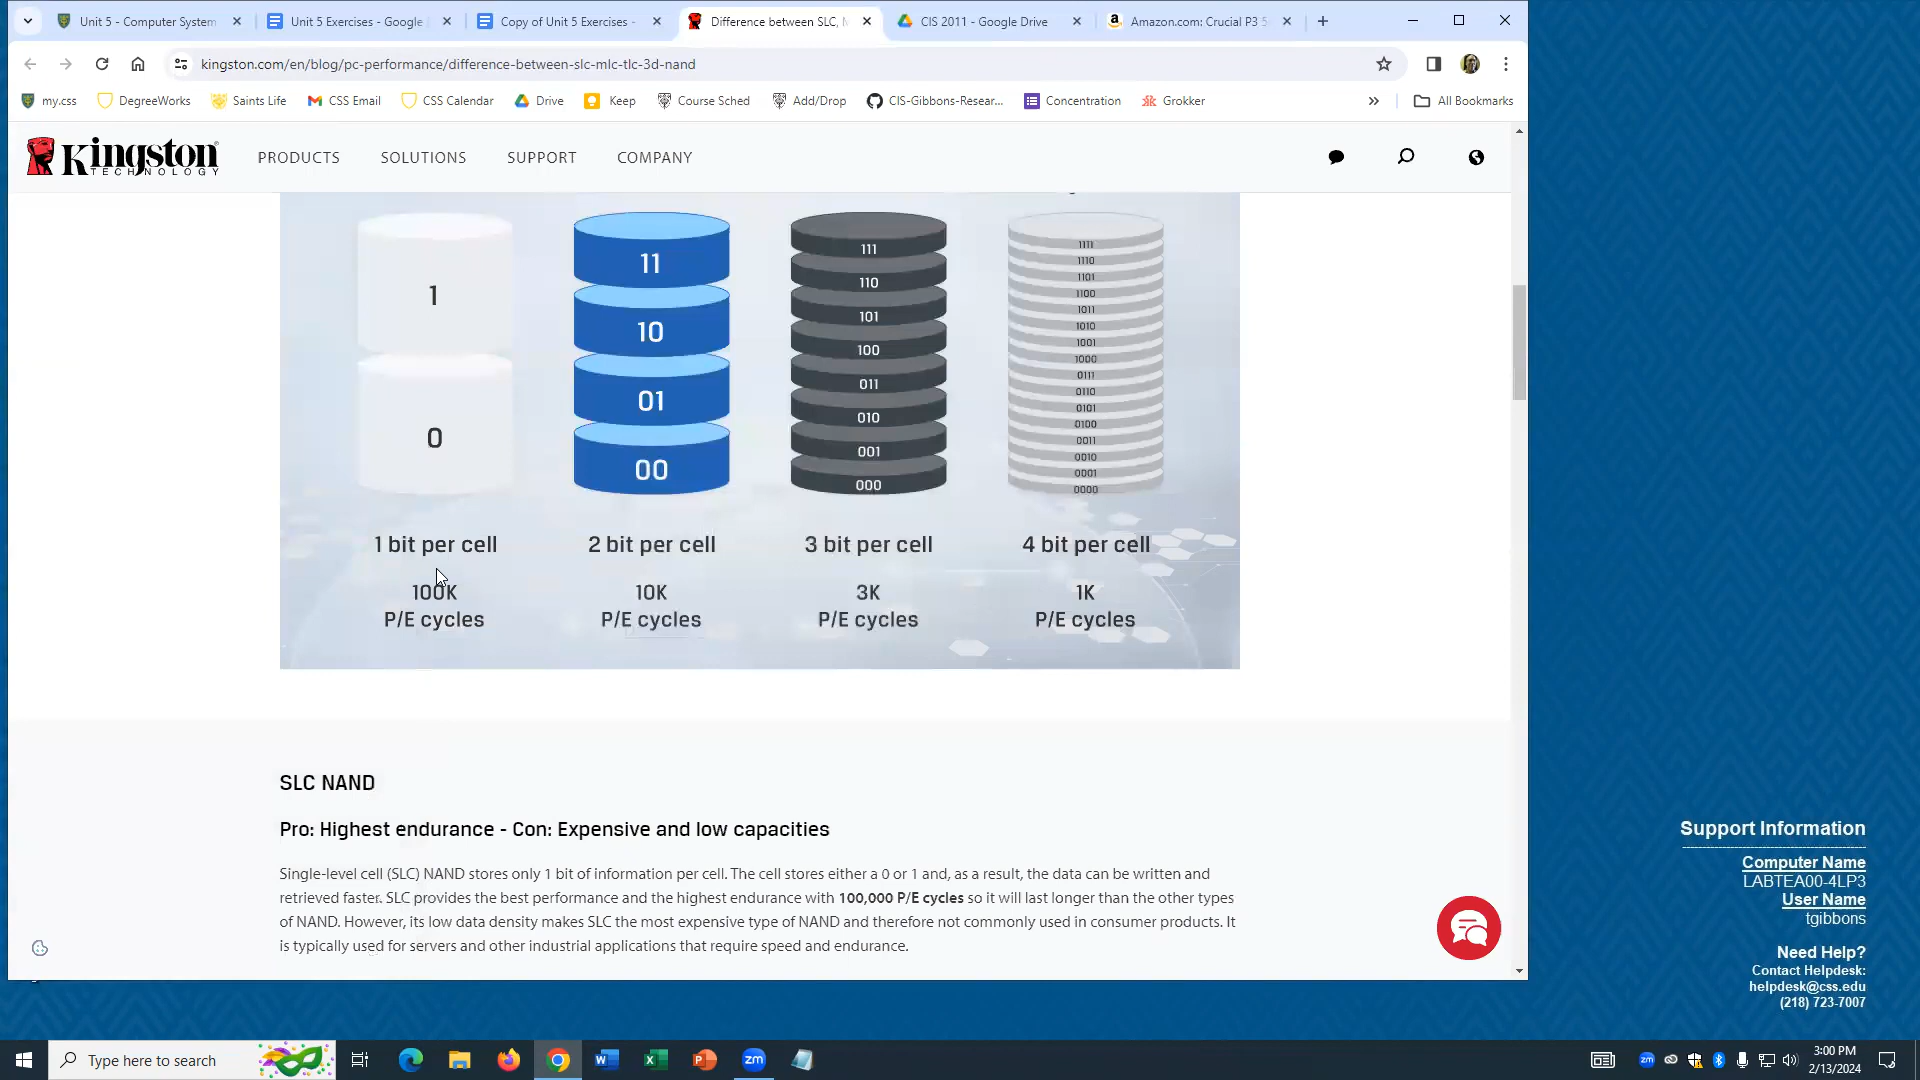 Unit 5 - Computer System
Unit 5 Exercises - Google
Copy of Unit 5 Exercises -
Difference between SLC, M
CIS 2011 - Google Drive
Amazon.com: Crucial P3 5
kingston.com/en/blog/pc-performance/difference-between-slc-mlc-tlc-3d-nand
my.css
DegreeWorks
Saints Life
CSS Email
CSS Calendar
Drive
Keep
Course Sched
Add/Drop
CIS-Gibbons-Resear...
Concentration
Grokker
All Bookmarks
Kingston
TECHNOLOGY
PRODUCTS
SOLUTIONS
SUPPORT
COMPANY
1
0
11
10
01
00
111
110
101
100
011
010
001
000
1111
1110
1101
1100
1011
1010
1001
1000
0111
0110
0101
0100
0011
0010
0001
0000
1 bit per cell
2 bit per cell
3 bit per cell
4 bit per cell
100K
P/E cycles
10K
P/E cycles
3K
P/E cycles
1K
P/E cycles
SLC NAND
Pro: Highest endurance - Con: Expensive and low capacities
Single-level cell (SLC) NAND stores only 1 bit of information per cell. The cell stores either a 0 or 1 and, as a result, the data can be written and
retrieved faster. SLC provides the best performance and the highest endurance with 100,000 P/E cycles so it will last longer than the other types
of NAND. However, its low data density makes SLC the most expensive type of NAND and therefore not commonly used in consumer products. It
is typically used for servers and other industrial applications that require speed and endurance.
Support Information
Computer Name
LABTEA00-4LP3
User Name
tgibbons
Need Help?
Contact Helpdesk:
helpdesk@css.edu
(218) 723-7007
Type here to search
zm
zm
3:00 PM
2/13/2024